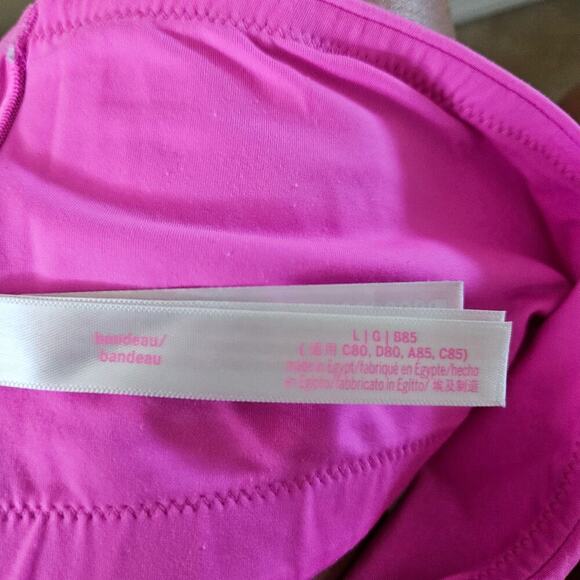 bandeau/
bandeau
L | G | B85
( 适用 C80, D80, A85, C85)
made in Egypt/fabriqué en Égypte/hecho
en Egipto/fabbricato in Egitto/ 埃及制造